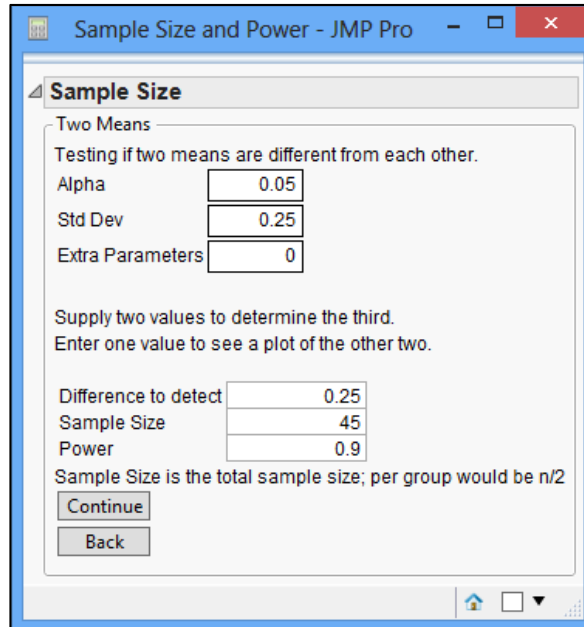 Sample Size and Power - JMP Pro
Sample Size
Two Means
Testing if two means are different from each other.
Alpha 0.05
Std Dev 0.25
Extra Parameters 0
Supply two values to determine the third.
Enter one value to see a plot of the other two.
Difference to detect 0.25
Sample Size 45
Power 0.9
Sample Size is the total sample size; per group would be n/2
Continue
Back